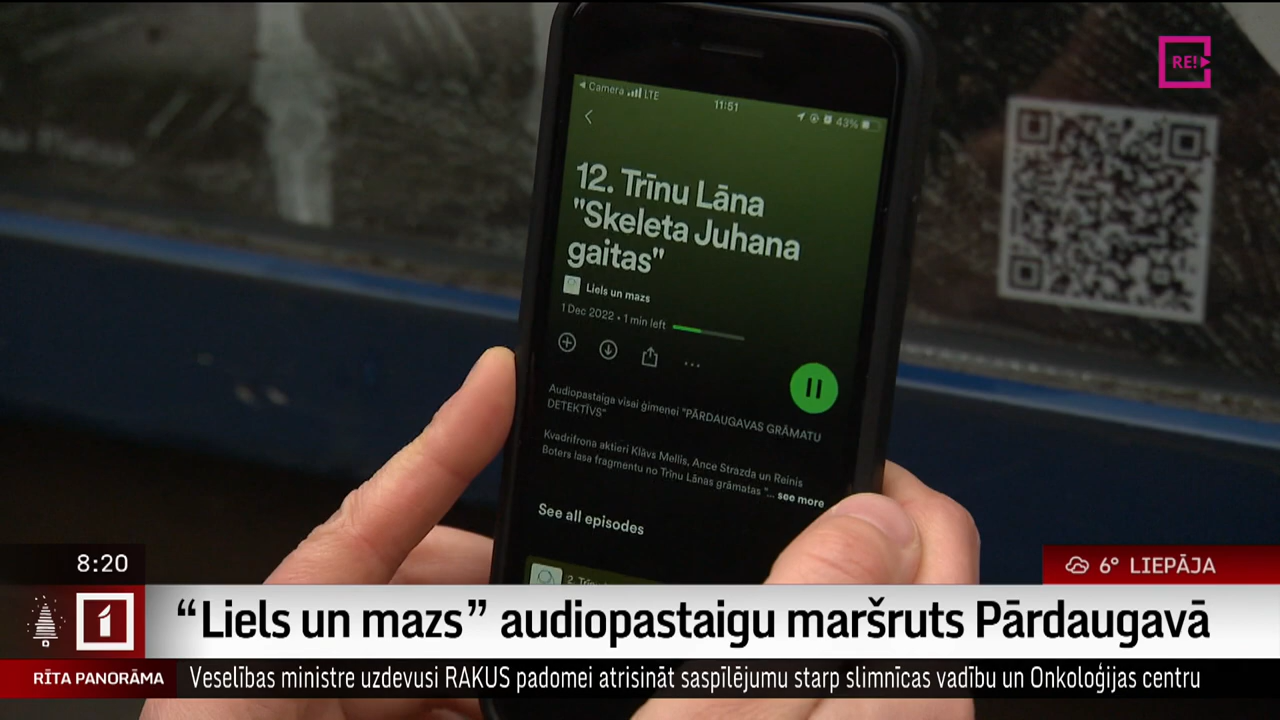 RE!
Camera LTE
11:51
43%
12. Trīnu Lāna
"Skeleta Juhana
gaitas"
Liels un mazs
1 Dec 2022 • 1 min left
Audiopastaiga visai ģimenei "PĀRDAUGAVAS GRĀMATU
DETEKTĪVS"
Kvadrifrona aktieri Klāvs Mellis, Ance Strazda un Reinis
Boters lasa fragmentu no Trīnu Lānas grāmatas "... see more
See all episodes
8:20
6° LIEPĀJA
1
“Liels un mazs” audiopastaigu maršruts Pārdaugavā
RĪTA PANORĀMA
Veselības ministre uzdevusi RAKUS padomei atrisināt saspīlējumu starp slimnīcas vadību un Onkoloģijas centru